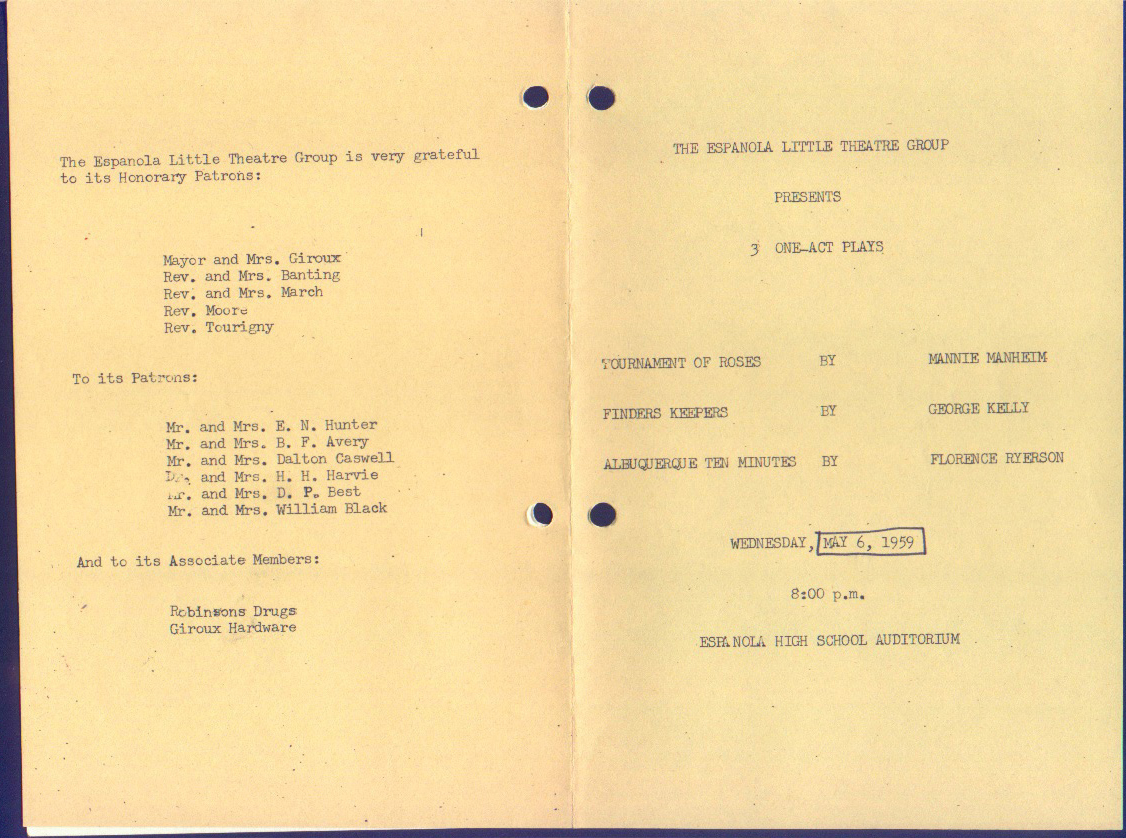 The Espanola Little Theatre Group is very grateful
to its Honorary Patrons:
Mayor and Mrs. Giroux
Rev. and Mrs. Banting
Rev. and Mrs. March
Rev. Moore
Rev. Tourigny
To its Patrons:
Mr. and Mrs. E. N. Hunter
Mr. and Mrs. B. F. Avery
Mr. and Mrs. Dalton Caswell
and Mrs. H. H. Harvie
Mr. and Mrs. D. P. Best
Mr. and Mrs. William Black
And to its Associate Members:
Robinsons Drugs
Giroux Hardware
THE ESPANOLA LITTLE THEATRE GROUP
PRESENTS
3 ONE-ACT PLAYS
TOURNAMENT OF ROSES BY MANNIE MANHEIM
FINDERS KEEPERS BY GEORGE KELLY
ALBUQUERQUE TEN MINUTES BY FLORENCE RYERSON
WEDNESDAY, MAY 6, 1959
8:00 p.m.
ESPANOLA HIGH SCHOOL AUDITORIUM